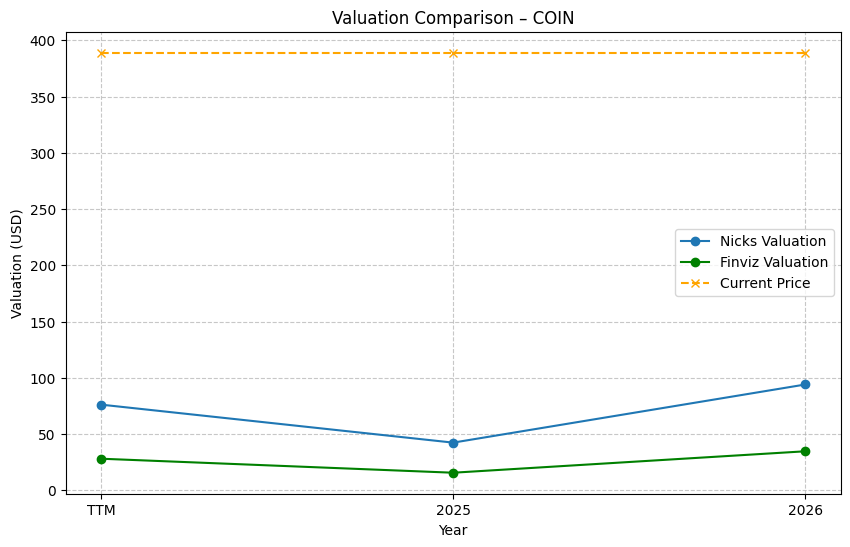 Valuation Comparison – COIN
Valuation (USD)
400
350
300
250
200
150
100
50
0
Nicks Valuation
Finviz Valuation
Current Price
TTM
2025
2026
Year